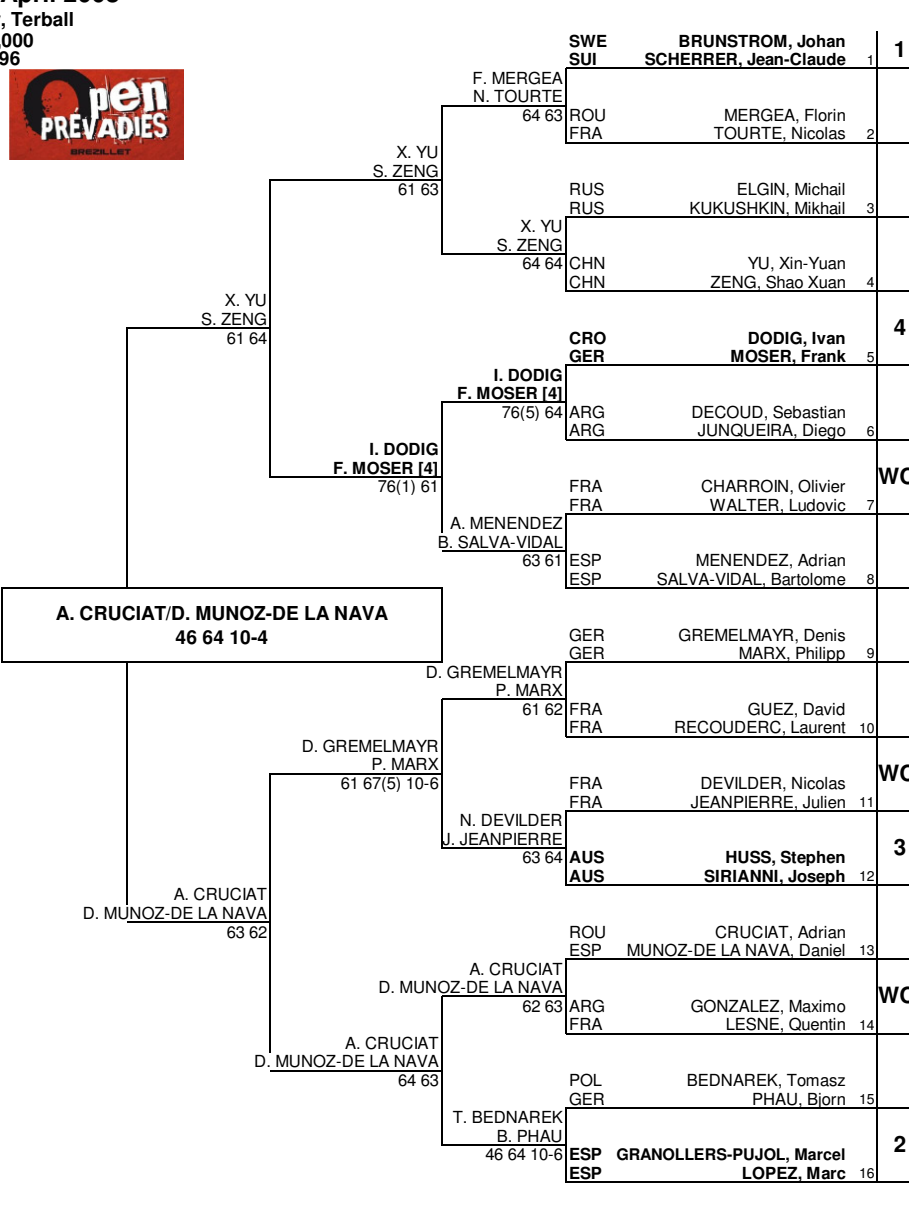 , Terball
,000
96
Open
PRÉVADIÈS
BREZILLET
SWE BRUNSTROM, Johan
SUI SCHERRER, Jean-Claude 1
1
F. MERGEA
N. TOURTE
64 63
ROU MERGEA, Florin
FRA TOURTE, Nicolas 2
X. YU
S. ZENG
61 63
RUS ELGIN, Michail
RUS KUKUSHKIN, Mikhail 3
X. YU
S. ZENG
64 64
CHN YU, Xin-Yuan
CHN ZENG, Shao Xuan 4
X. YU
S. ZENG
61 64
CRO DODIG, Ivan
GER MOSER, Frank 5
4
I. DODIG
F. MOSER [4]
76(5) 64
ARG DECOUD, Sebastian
ARG JUNQUEIRA, Diego 6
I. DODIG
F. MOSER [4]
76(1) 61
FRA CHARROIN, Olivier
FRA WALTER, Ludovic 7
A. MENENDEZ
B. SALVA-VIDAL
63 61
ESP MENENDEZ, Adrian
ESP SALVA-VIDAL, Bartolome 8
A. CRUCIAT/D. MUNOZ-DE LA NAVA
46 64 10-4
GER GREMELMAYR, Denis
GER MARX, Philipp 9
D. GREMELMAYR
P. MARX
61 62
FRA GUEZ, David
FRA RECOUDERC, Laurent 10
D. GREMELMAYR
P. MARX
61 67(5) 10-6
FRA DEVILDER, Nicolas
FRA JEANPIERRE, Julien 11
N. DEVILDER
J. JEANPIERRE
63 64
AUS HUSS, Stephen
AUS SIRIANNI, Joseph 12
3
A. CRUCIAT
D. MUNOZ-DE LA NAVA
63 62
ROU CRUCIAT, Adrian
ESP MUNOZ-DE LA NAVA, Daniel 13
A. CRUCIAT
D. MUNOZ-DE LA NAVA
62 63
ARG GONZALEZ, Maximo
FRA LESNE, Quentin 14
A. CRUCIAT
D. MUNOZ-DE LA NAVA
64 63
POL BEDNAREK, Tomasz
GER PHAU, Bjorn 15
T. BEDNAREK
B. PHAU
46 64 10-6
ESP GRANOLLERS-PUJOL, Marcel
ESP LOPEZ, Marc 16
2